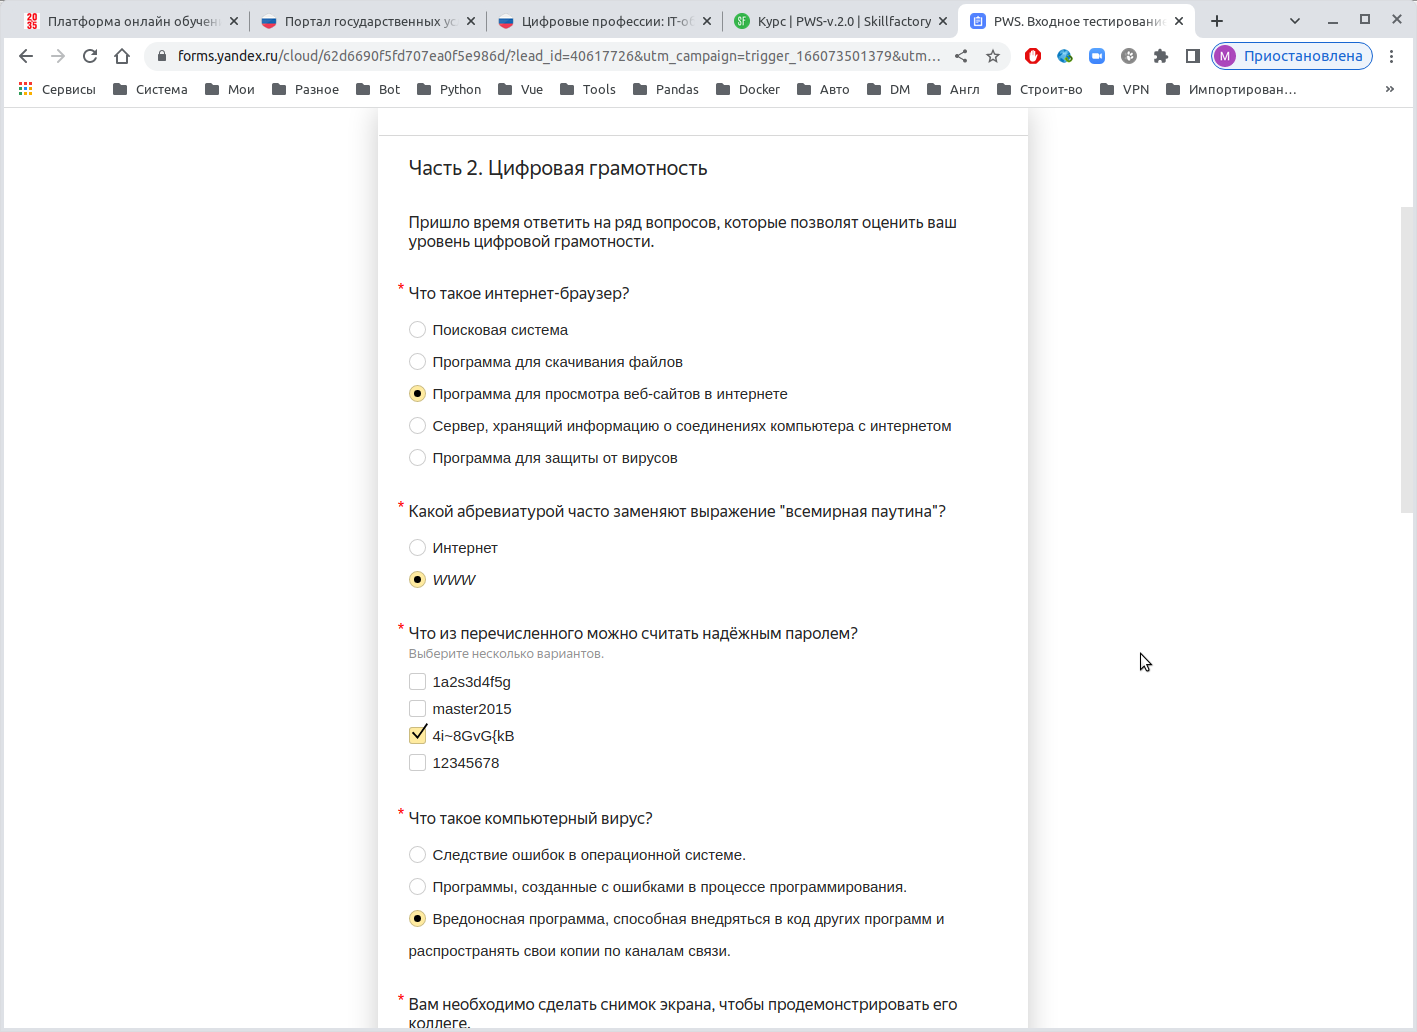 Платформа онлайн обучен
Портал государственных ус
Цифровые профессии: IT-об
Курс | PWS-v.2.0 | Skillfactory
PWS. Входное тестирование
forms.yandex.ru/cloud/62d6690f5fd707ea0f5e986d/?lead_id=40617726&utm_campaign=trigger_166073501379&utm...
М Приостановлена
Сервисы Система Мои Разное Bot Python Vue Tools Pandas Docker Авто DM Англ Строит-во VPN Импортирован... »
Часть 2. Цифровая грамотность
Пришло время ответить на ряд вопросов, которые позволят оценить ваш
уровень цифровой грамотности.
* Что такое интернет-браузер?
Поисковая система
Программа для скачивания файлов
Программа для просмотра веб-сайтов в интернете
Сервер, хранящий информацию о соединениях компьютера с интернетом
Программа для защиты от вирусов
* Какой абревиатурой часто заменяют выражение "всемирная паутина"?
Интернет
WWW
* Что из перечисленного можно считать надёжным паролем?
Выберите несколько вариантов.
1a2s3d4f5g
master2015
4i~8GvG{kB
12345678
* Что такое компьютерный вирус?
Следствие ошибок в операционной системе.
Программы, созданные с ошибками в процессе программирования.
Вредоносная программа, способная внедряться в код других программ и
распространять свои копии по каналам связи.
* Вам необходимо сделать снимок экрана, чтобы продемонстрировать его
коллеге.